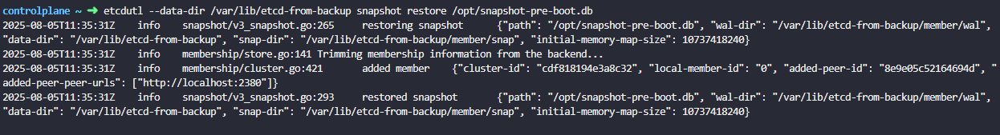 controlplane ~ ➜ etcdutl --data-dir /var/lib/etcd-from-backup snapshot restore /opt/snapshot-pre-boot.db
2025-08-05T11:35:31Z    info    snapshot/v3_snapshot.go:265    restoring snapshot    {"path": "/opt/snapshot-pre-boot.db", "wal-dir": "/var/lib/etcd-from-backup/member/wal",
"data-dir": "/var/lib/etcd-from-backup", "snap-dir": "/var/lib/etcd-from-backup/member/snap", "initial-memory-map-size": 10737418240}
2025-08-05T11:35:31Z    info    membership/store.go:141 Trimming membership information from the backend...
2025-08-05T11:35:31Z    info    membership/cluster.go:421    added member    {"cluster-id": "cdf818194e3a8c32", "local-member-id": "0", "added-peer-id": "8e9e05c52164694d", "
added-peer-peer-urls": ["http://localhost:2380"]}
2025-08-05T11:35:31Z    info    snapshot/v3_snapshot.go:293    restored snapshot    {"path": "/opt/snapshot-pre-boot.db", "wal-dir": "/var/lib/etcd-from-backup/member/wal",
"data-dir": "/var/lib/etcd-from-backup", "snap-dir": "/var/lib/etcd-from-backup/member/snap", "initial-memory-map-size": 10737418240}